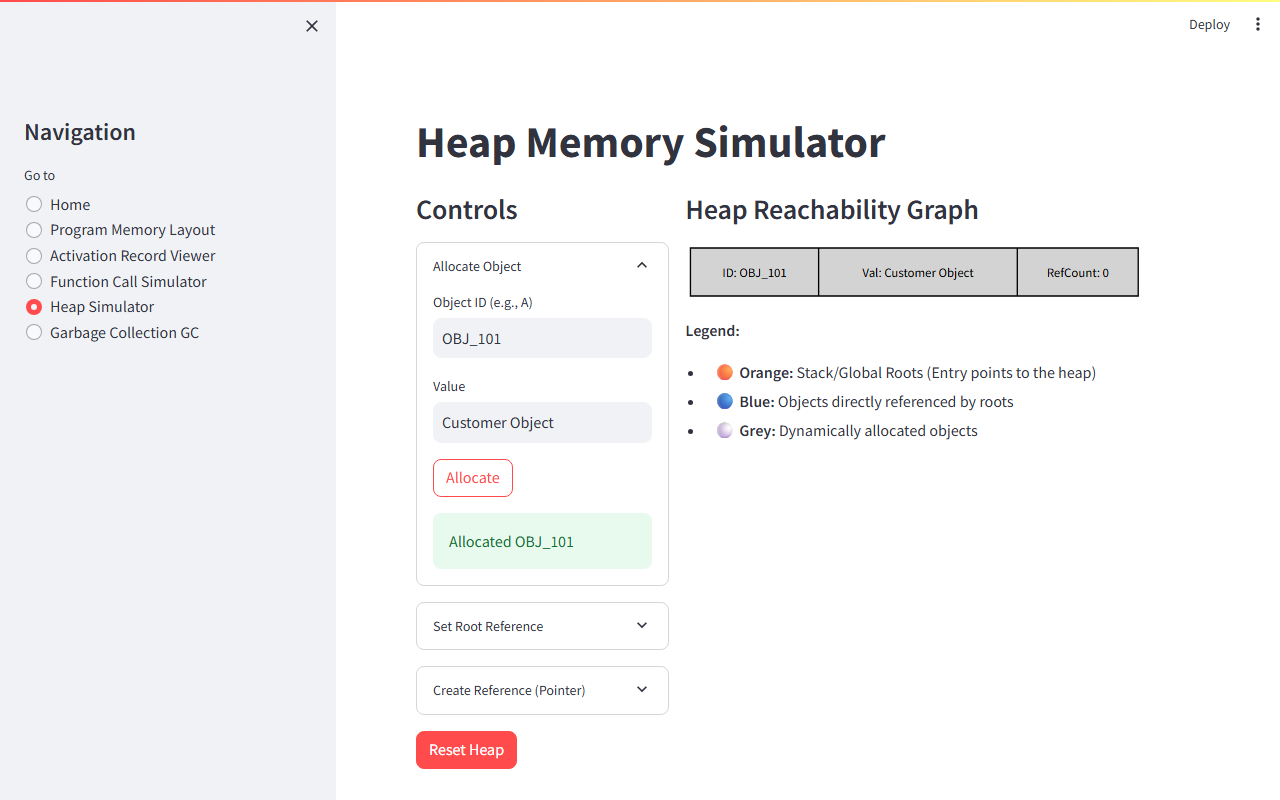 Deploy
Navigation
Go to
Home
Program Memory Layout
Activation Record Viewer
Function Call Simulator
Heap Simulator
Garbage Collection GC
Heap Memory Simulator
Controls
Allocate Object
Object ID (e.g., A)
OBJ_101
Value
Customer Object
Allocate
Allocated OBJ_101
Set Root Reference
Create Reference (Pointer)
Reset Heap
Heap Reachability Graph
ID: OBJ_101 Val: Customer Object RefCount: 0
Legend:
Orange: Stack/Global Roots (Entry points to the heap)
Blue: Objects directly referenced by roots
Grey: Dynamically allocated objects